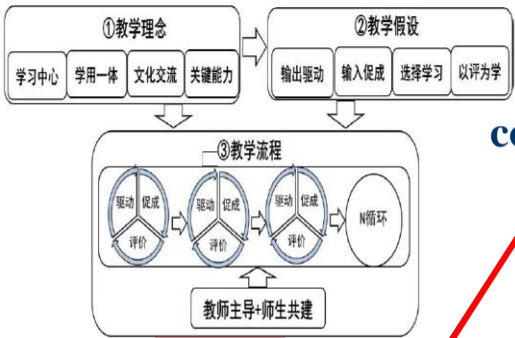 ①教学理念
学习中心 学用一体 文化交流 关键能力
②教学假设
输出驱动 输入促成 选择学习 以评为学
③教学流程
驱动 促成 评价
驱动 促成 评价
驱动 促成 评价
N循环
教师主导+师生共建